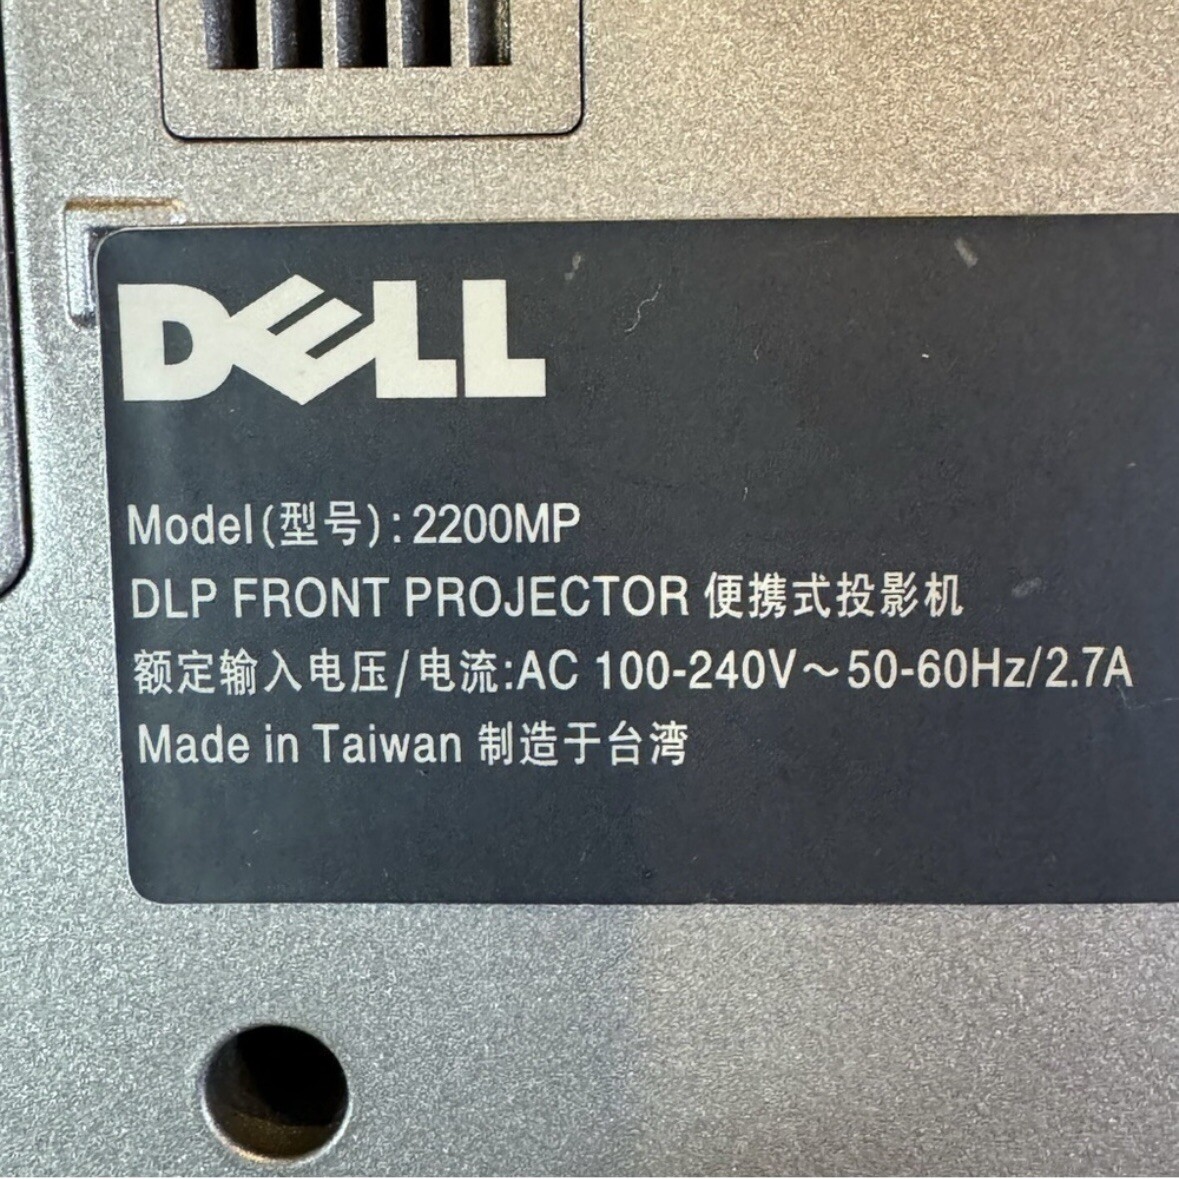 DELL
Model(型号):2200MP
DLP FRONT PROJECTOR 便携式投影机
额定输入电压/电流:AC 100-240V～50-60Hz/2.7A
Made in Taiwan 制造于台湾